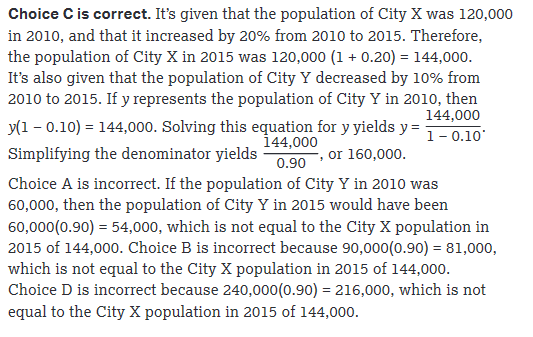 Choice C is correct. It's given that the population of City X was 120,000
in 2010, and that it increased by 20% from 2010 to 2015. Therefore,
the population of City X in 2015 was 120,000 (1 + 0.20) = 144,000.
It's also given that the population of City Y decreased by 10% from
2010 to 2015. If y represents the population of City Y in 2010, then
y(1 – 0.10) = 144,000. Solving this equation for y yields y = 144,000 / 1 – 0.10.
Simplifying the denominator yields 144,000 / 0.90, or 160,000.
Choice A is incorrect. If the population of City Y in 2010 was
60,000, then the population of City Y in 2015 would have been
60,000(0.90) = 54,000, which is not equal to the City X population in
2015 of 144,000. Choice B is incorrect because 90,000(0.90) = 81,000,
which is not equal to the City X population in 2015 of 144,000.
Choice D is incorrect because 240,000(0.90) = 216,000, which is not
equal to the City X population in 2015 of 144,000.